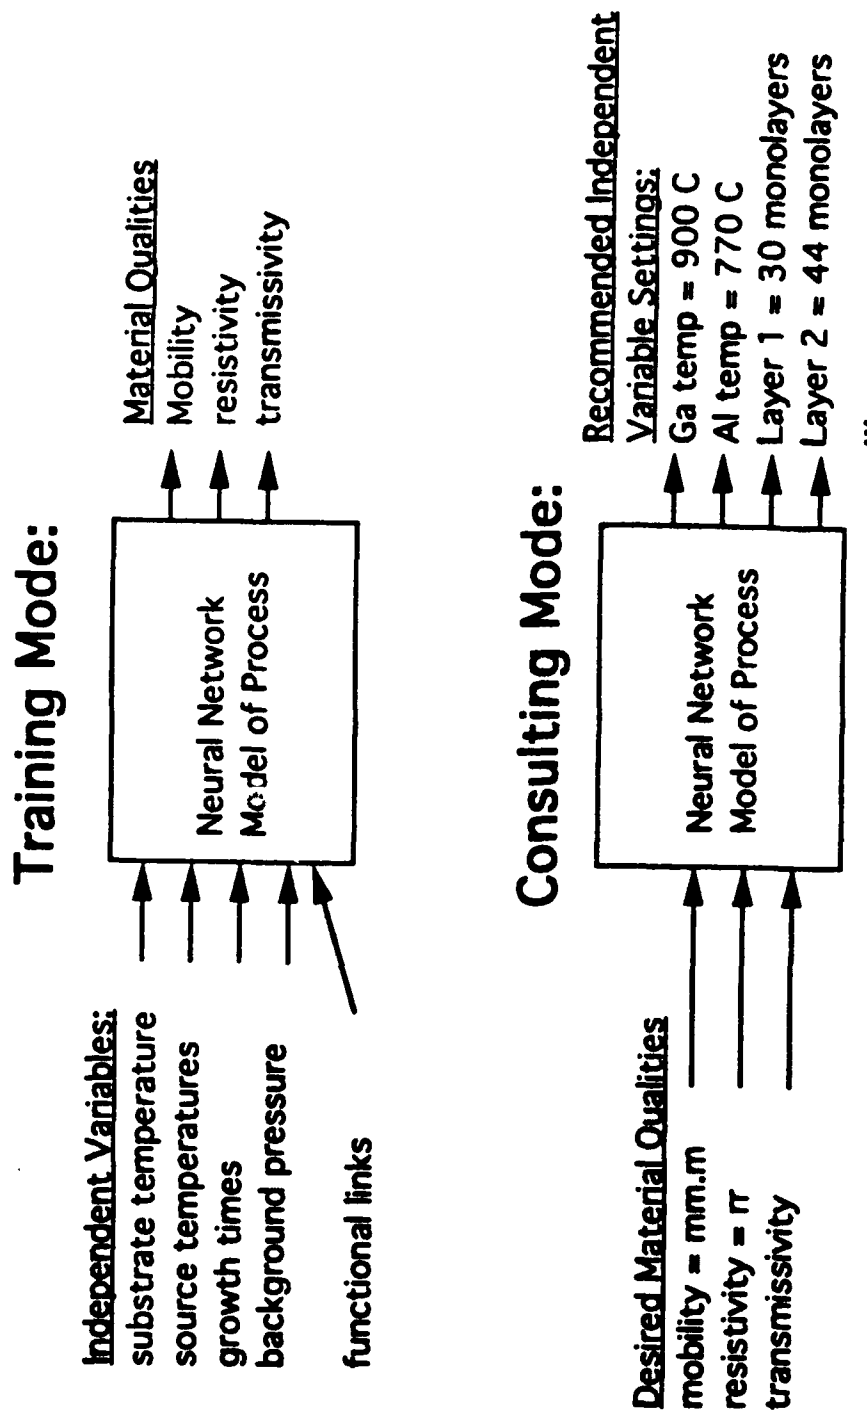 Training Mode:
Independent Variables:
substrate temperature
source temperatures
growth times
background pressure
functional links
Neural Network
Model of Process
Material Qualities
Mobility
resistivity
transmissivity
Consulting Mode:
Desired Material Qualities
mobility = mm.m
resistivity = rr
transmissivity
Neural Network
Model of Process
Recommended Independent
Variable Settings:
Ga temp = 900 C
Al temp = 770 C
Layer 1 = 30 monolayers
Layer 2 = 44 monolayers
...